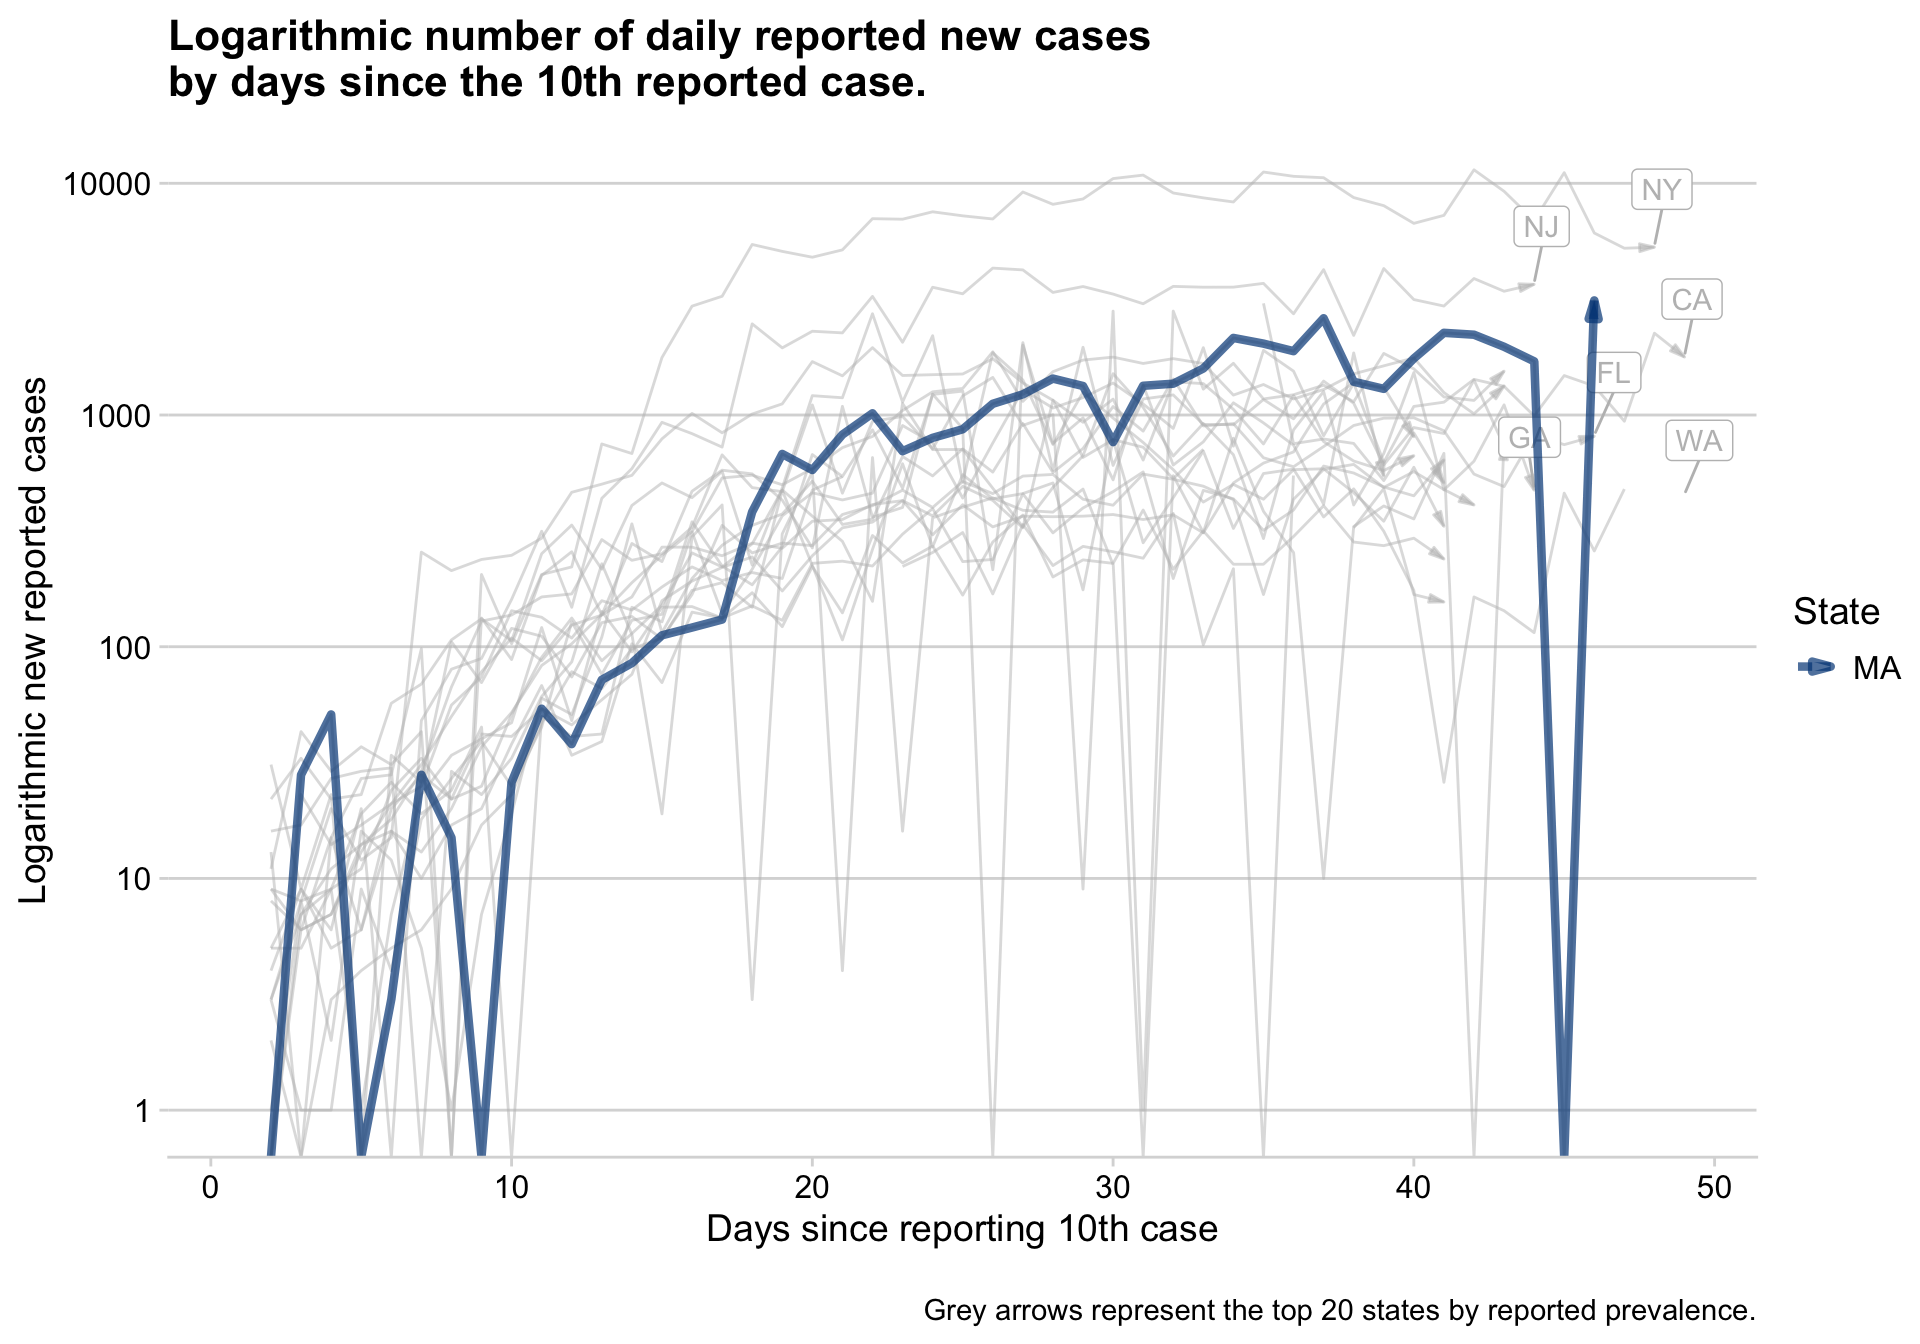 Logarithmic number of daily reported new cases
by days since the 10th reported case.
Logarithmic new reported cases
10000
1000
100
10
1
NY
NJ
CA
FL
GA
WA
State
MA
0 10 20 30 40 50
Days since reporting 10th case
Grey arrows represent the top 20 states by reported prevalence.